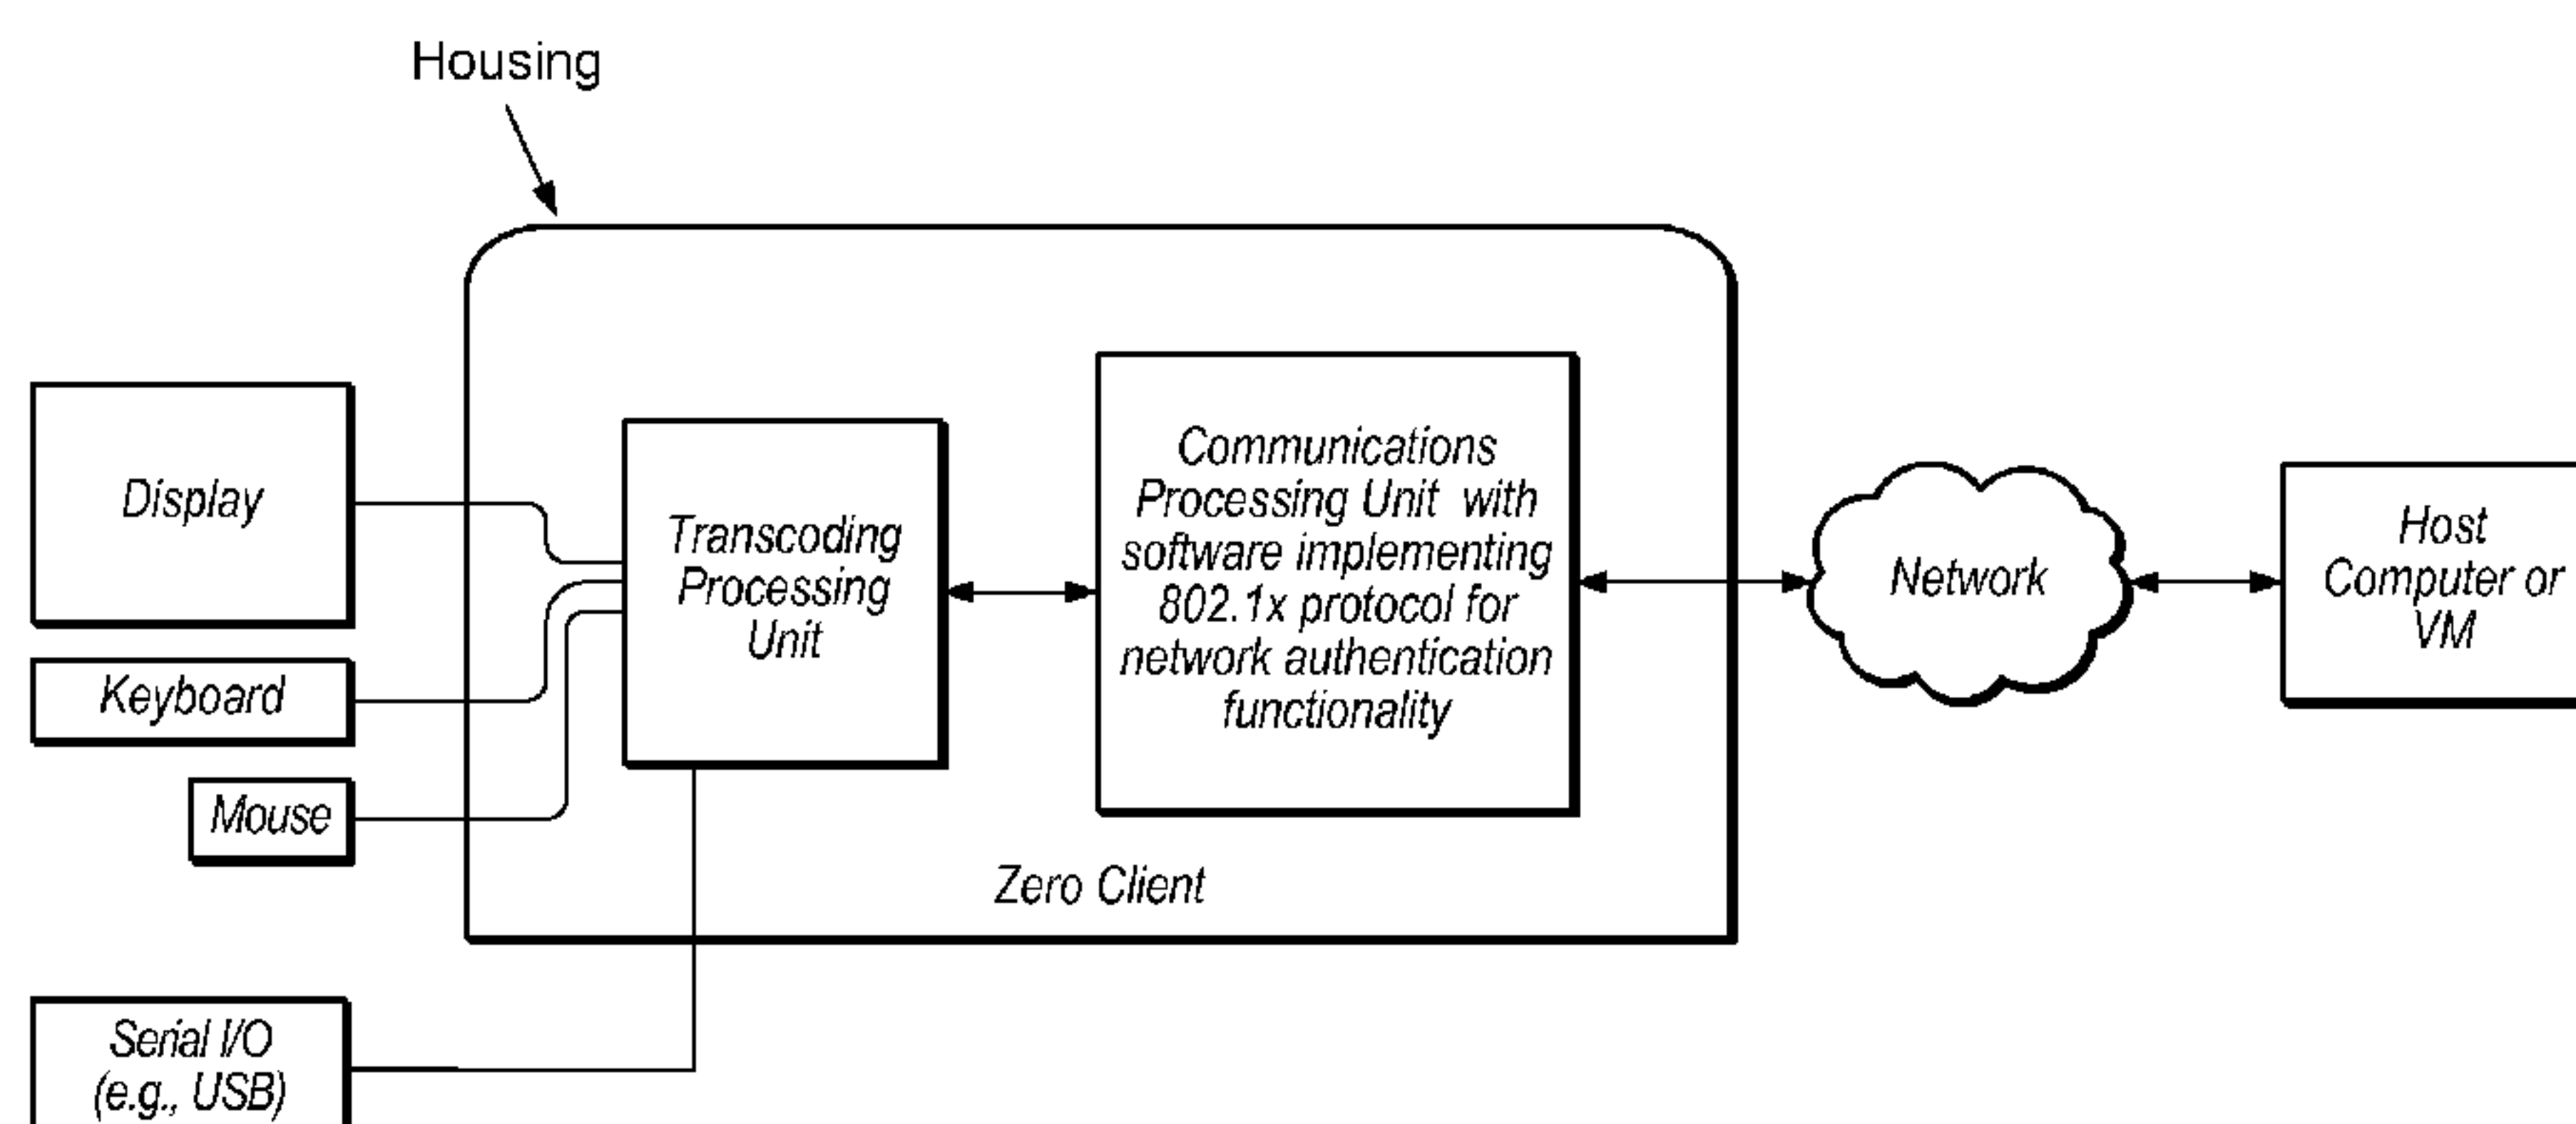 Housing
Display
Keyboard
Mouse
Serial I/O
(e.g., USB)
Transcoding
Processing
Unit
Communications
Processing Unit with
software implementing
802.1x protocol for
network authentication
functionality
Zero Client
Network
Host
Computer or
VM